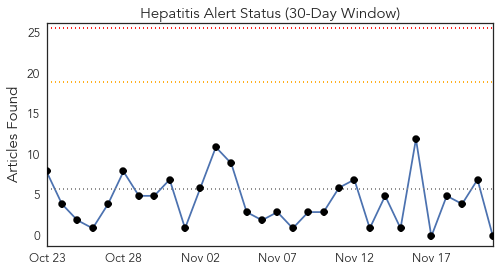 Hepatitis Alert Status (30-Day Window)
Articles Found
25
20
15
10
5
0
Oct 23 Oct 28 Nov 02 Nov 07 Nov 12 Nov 17